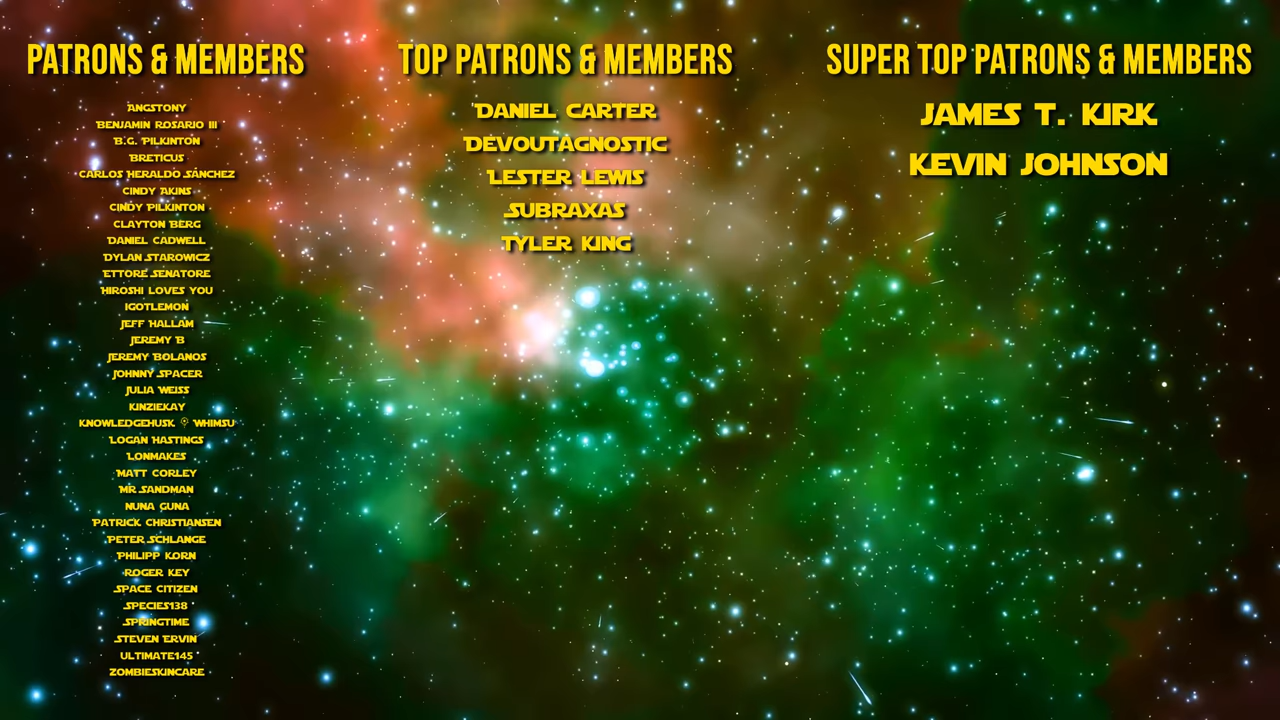 PATRONS & MEMBERS
ANGSTONY
BENJAMIN ROSARIO III
B.G. PILKINTON
BRETICUS
CARLOS HERALDO SÁNCHEZ
CINDY AKINS
CINDY PILKINTON
CLAYTON BERG
DANIEL CADWELL
DYLAN STAROWICZ
ETTORE SENATORE
HIROSHI LOVES YOU
IGOTLEMON
JEFF HALLAM
JEREMY B
JEREMY BOLANOS
JOHNNY SPACER
JULIA WEISS
KINZIEKAY
KNOWLEDGEHUSK WHIMSU
LOGAN HASTINGS
LONMAKES
MATT CORLEY
MR SANDMAN
NUNA GUNA
PATRICK CHRISTIANSEN
PETER SCHLANGE
PHILIPP KORN
ROGER KEY
SPACE CITIZEN
SPECIES138
SPRINGTIME
STEVEN ERVIN
ULTIMATE145
ZOMBIESKINCARE
TOP PATRONS & MEMBERS
DANIEL CARTER
DEVOUTAGNOSTIC
LESTER LEWIS
SUBRAXAS
TYLER KING
SUPER TOP PATRONS & MEMBERS
JAMES T. KIRK
KEVIN JOHNSON